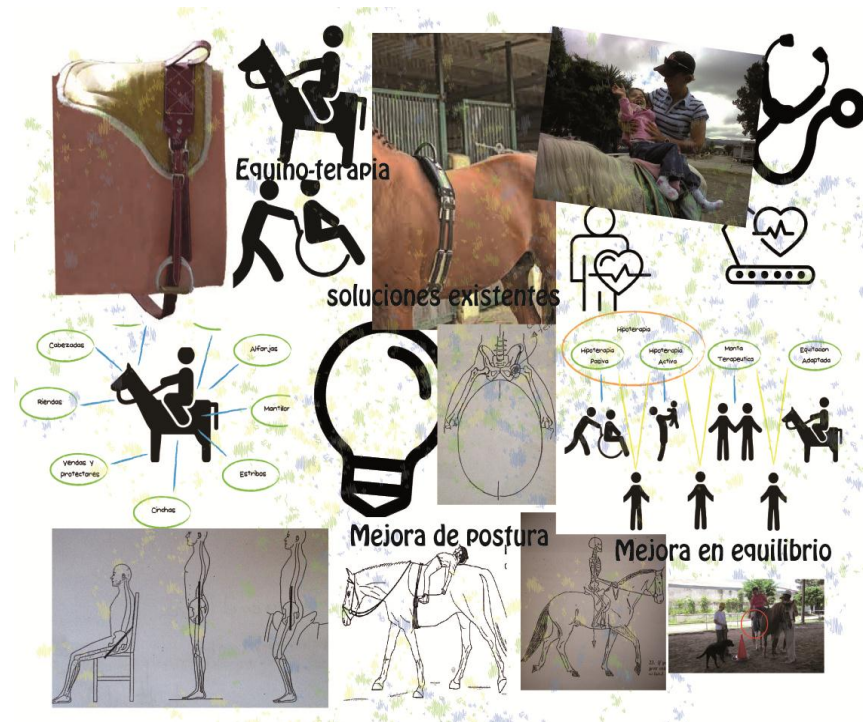 Equino-terapia
soluciones existentes
Cabezadas
Alforjas
Riendas
Vendas y
protectores
Estribos
Cinchas
Hipoterapia
Hipoterapia
Pasiva
Hipoterapia
Activa
Monta
Terapeutica
Equitacion
Adaptada
Mejora de postura
Mejora en equilibrio